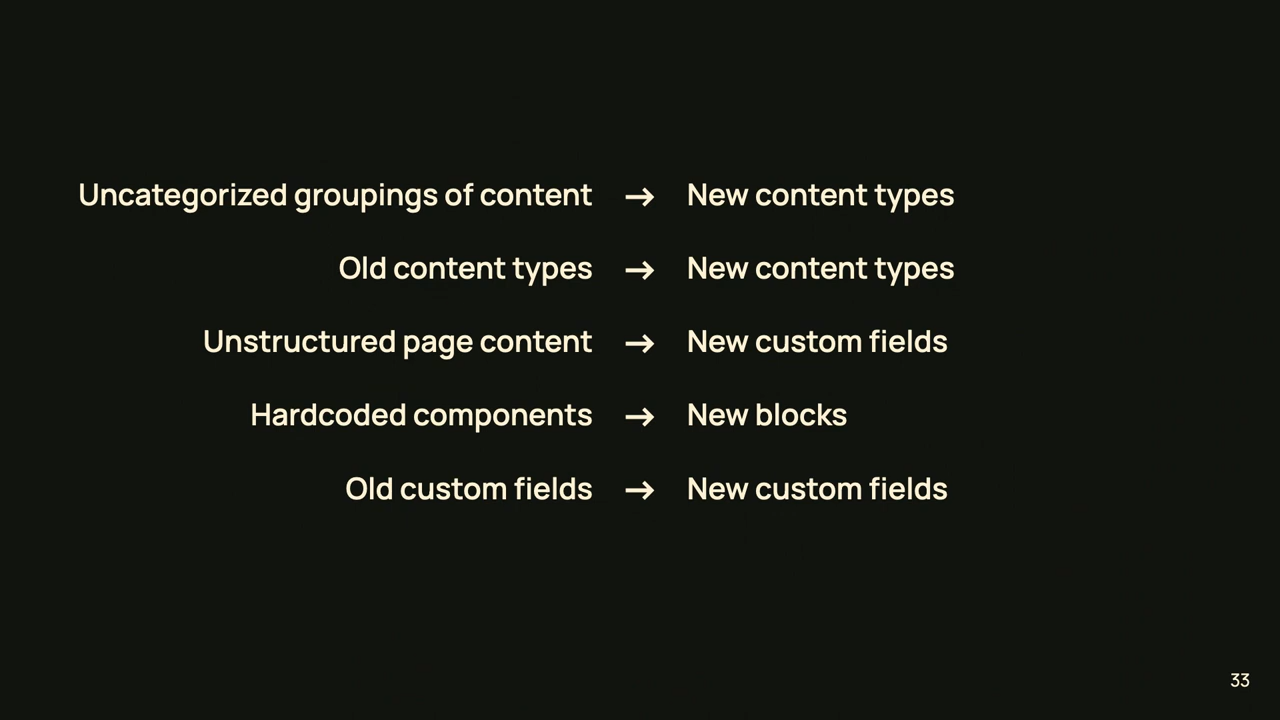 Uncategorized groupings of content → New content types
Old content types → New content types
Unstructured page content → New custom fields
Hardcoded components → New blocks
Old custom fields → New custom fields
33